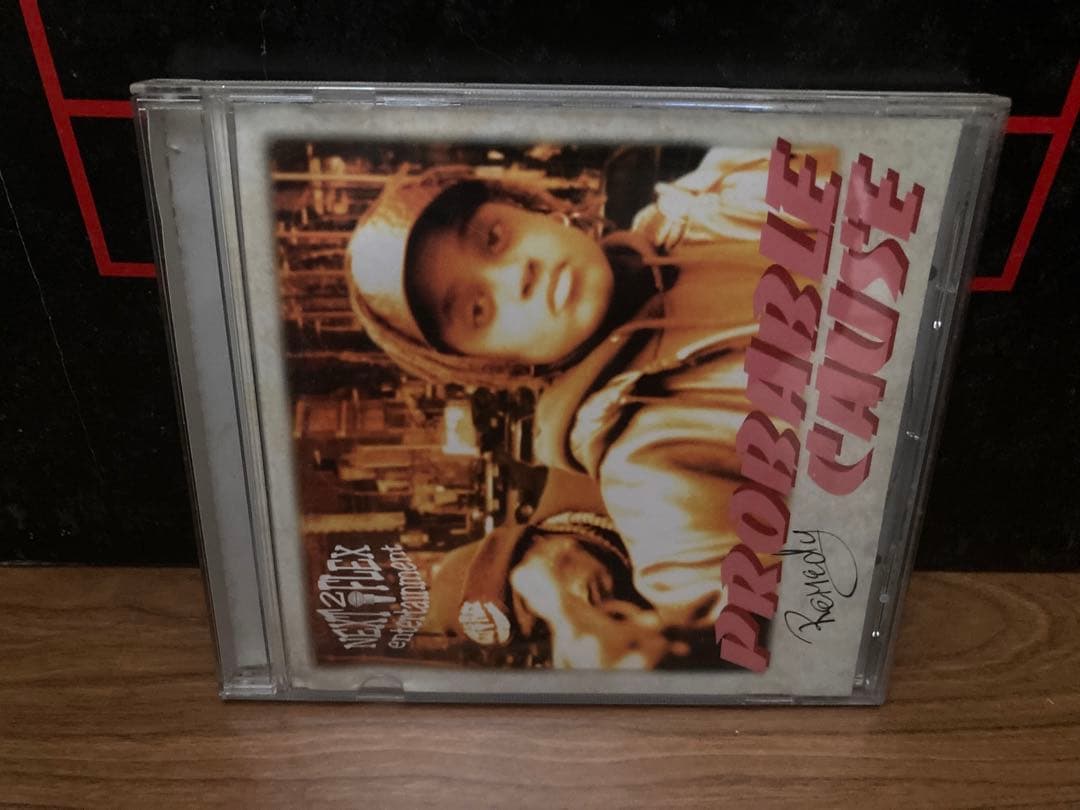 NEXT 2 FLEX
entertainment
PROBABLE
CAUSE
Remedy